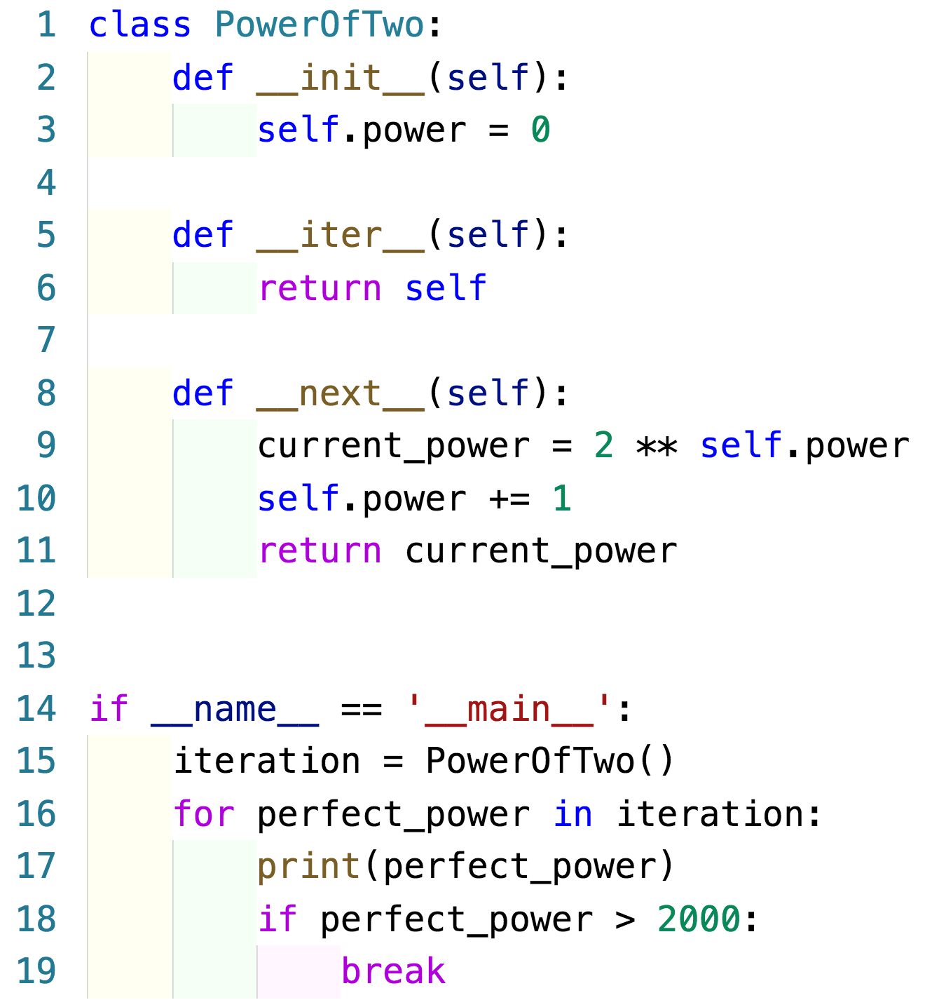 1 class PowerOfTwo:
2     def __init__(self):
3         self.power = 0
4
5     def __iter__(self):
6         return self
7
8     def __next__(self):
9         current_power = 2 ** self.power
10         self.power += 1
11         return current_power
12
13
14 if __name__ == '__main__':
15     iteration = PowerOfTwo()
16     for perfect_power in iteration:
17         print(perfect_power)
18         if perfect_power > 2000:
19             break